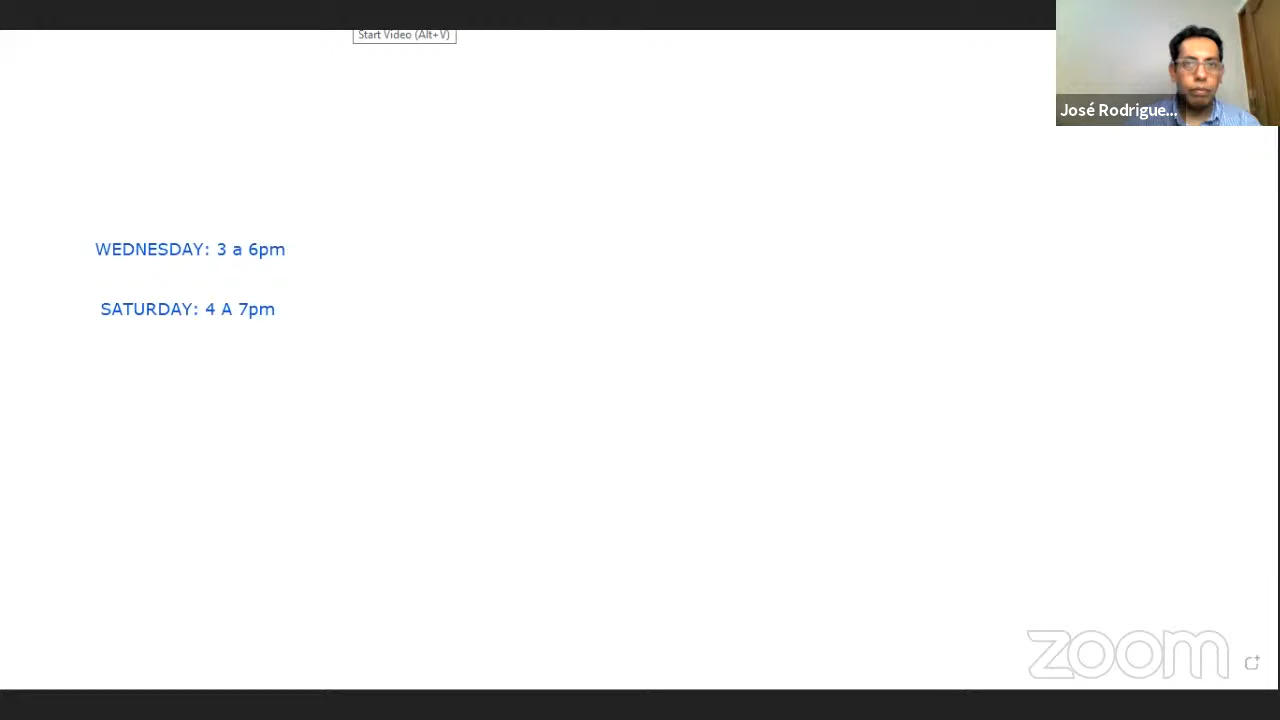 Start Video (Alt+V)
José Rodrigue...
WEDNESDAY: 3 a 6pm
SATURDAY: 4 A 7pm
zoom